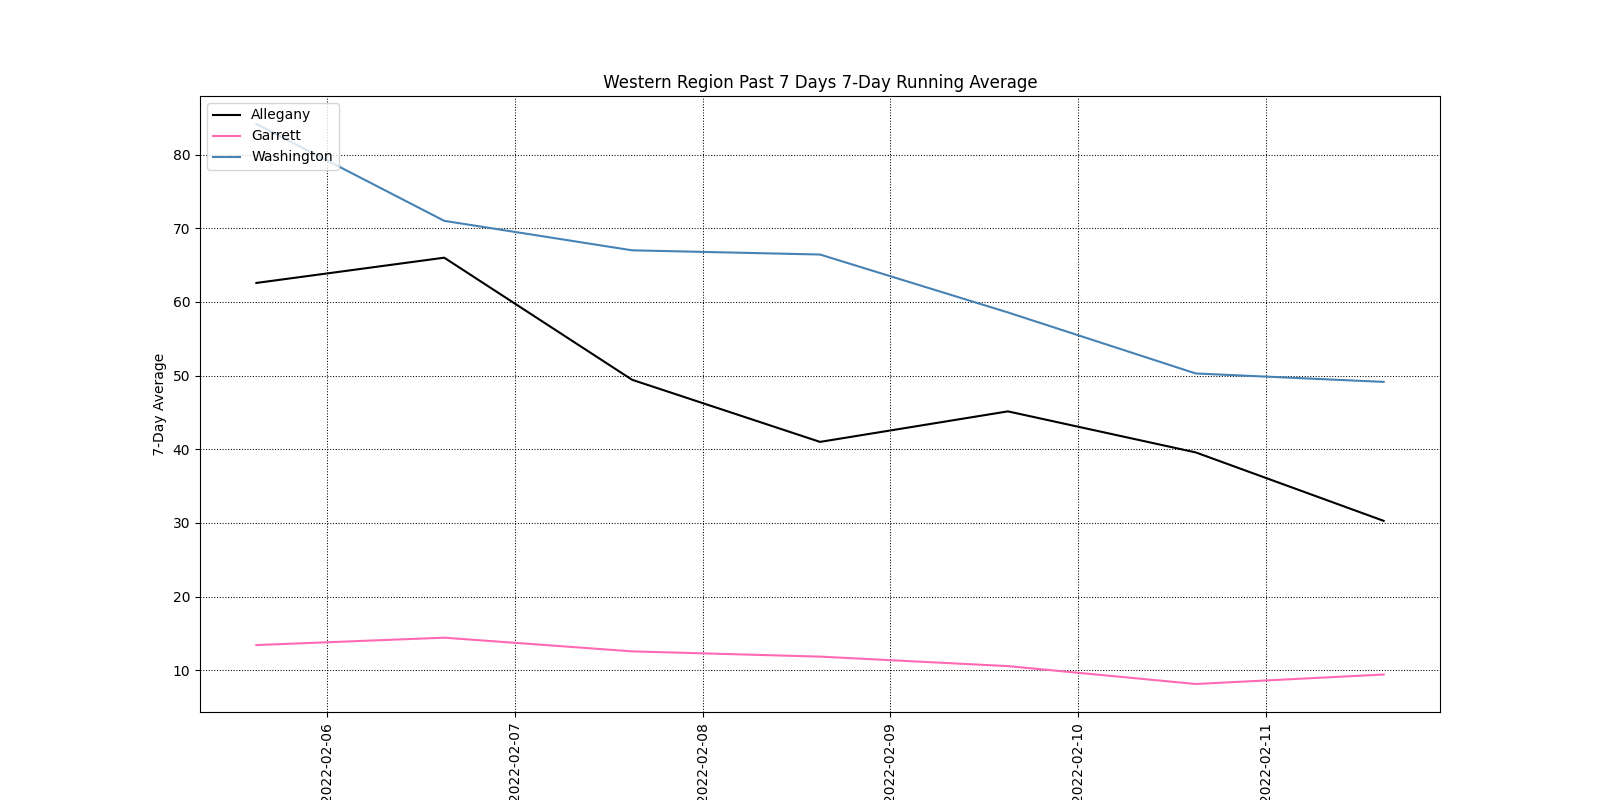 Western Region Past 7 Days 7-Day Running Average
Allegany
Garrett
Washington
80
70
60
50
40
30
20
10
7-Day Average
2022-02-06
2022-02-07
2022-02-08
2022-02-09
2022-02-10
2022-02-11